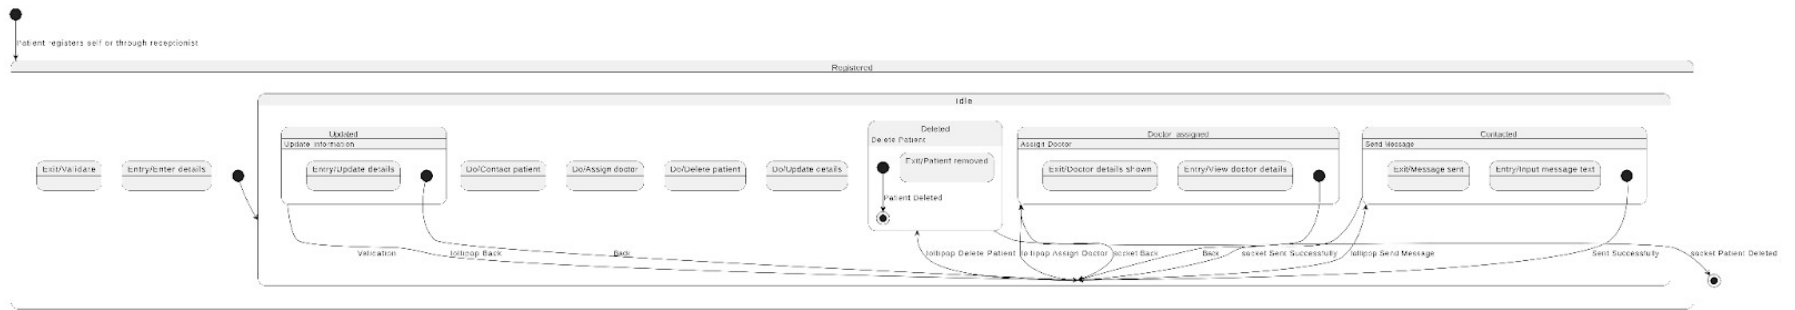 Patient registers self or through receptionist
Registered
Idle
Updated
Update Information
Entry/Update details
Exit/Validate
Entry/Enter details
Do/Contact patient
Do/Assign doctor
Do/Delete patient
Do/Update details
Deleted
Delete Patient
Exit/Patient removed
Patient Deleted
Doctor assigned
Assign Doctor
Exit/Doctor details shown
Entry/View doctor details
Contacted
Send Message
Exit/Message sent
Entry/Input message text
Validation
lollipop Back
Back
lollipop Delete Patient
lollipop Assign Doctor
socket Back
Back
socket Sent Successfully
lollipop Send Message
Sent Successfully
socket Patient Deleted